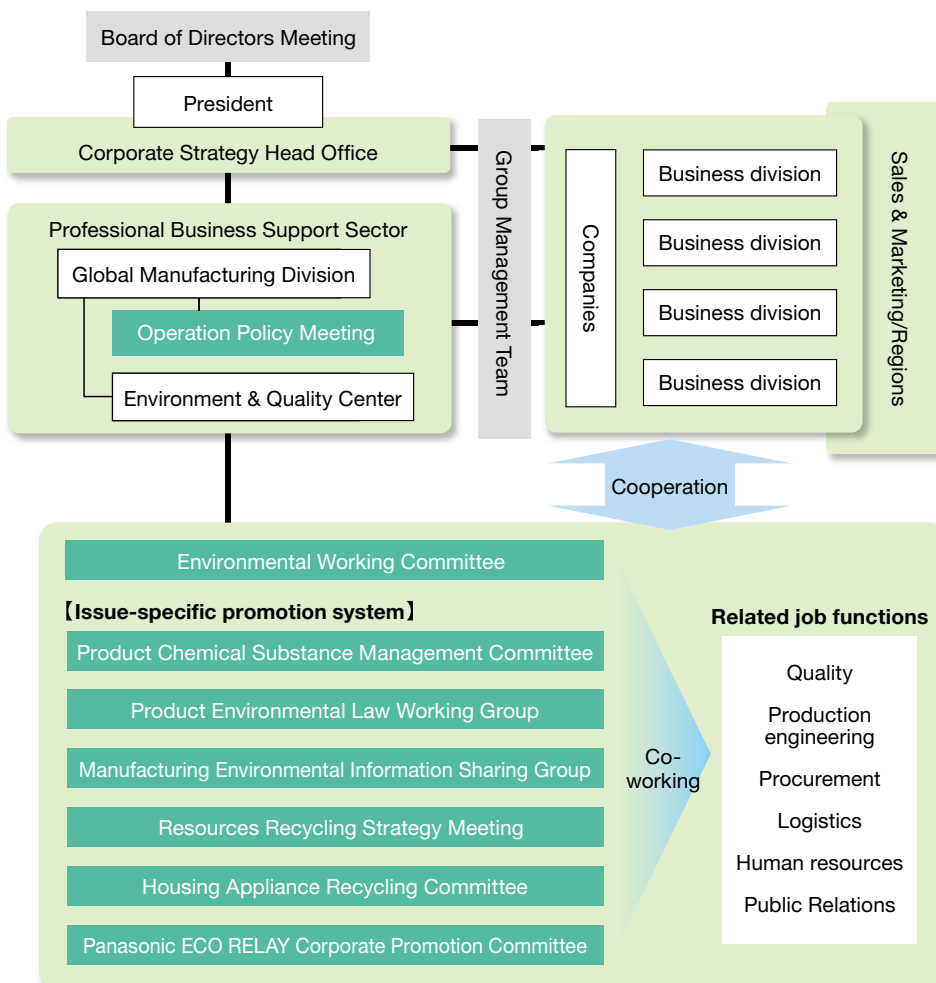 Board of Directors Meeting
President
Corporate Strategy Head Office
Professional Business Support Sector
Global Manufacturing Division
Operation Policy Meeting
Environment & Quality Center
Group Management Team
Companies
Business division
Business division
Business division
Business division
Sales & Marketing/Regions
Cooperation
Environmental Working Committee
【Issue-specific promotion system】
Product Chemical Substance Management Committee
Product Environmental Law Working Group
Manufacturing Environmental Information Sharing Group
Resources Recycling Strategy Meeting
Housing Appliance Recycling Committee
Panasonic ECO RELAY Corporate Promotion Committee
Co-
working
Related job functions
Quality
Production
engineering
Procurement
Logistics
Human resources
Public Relations